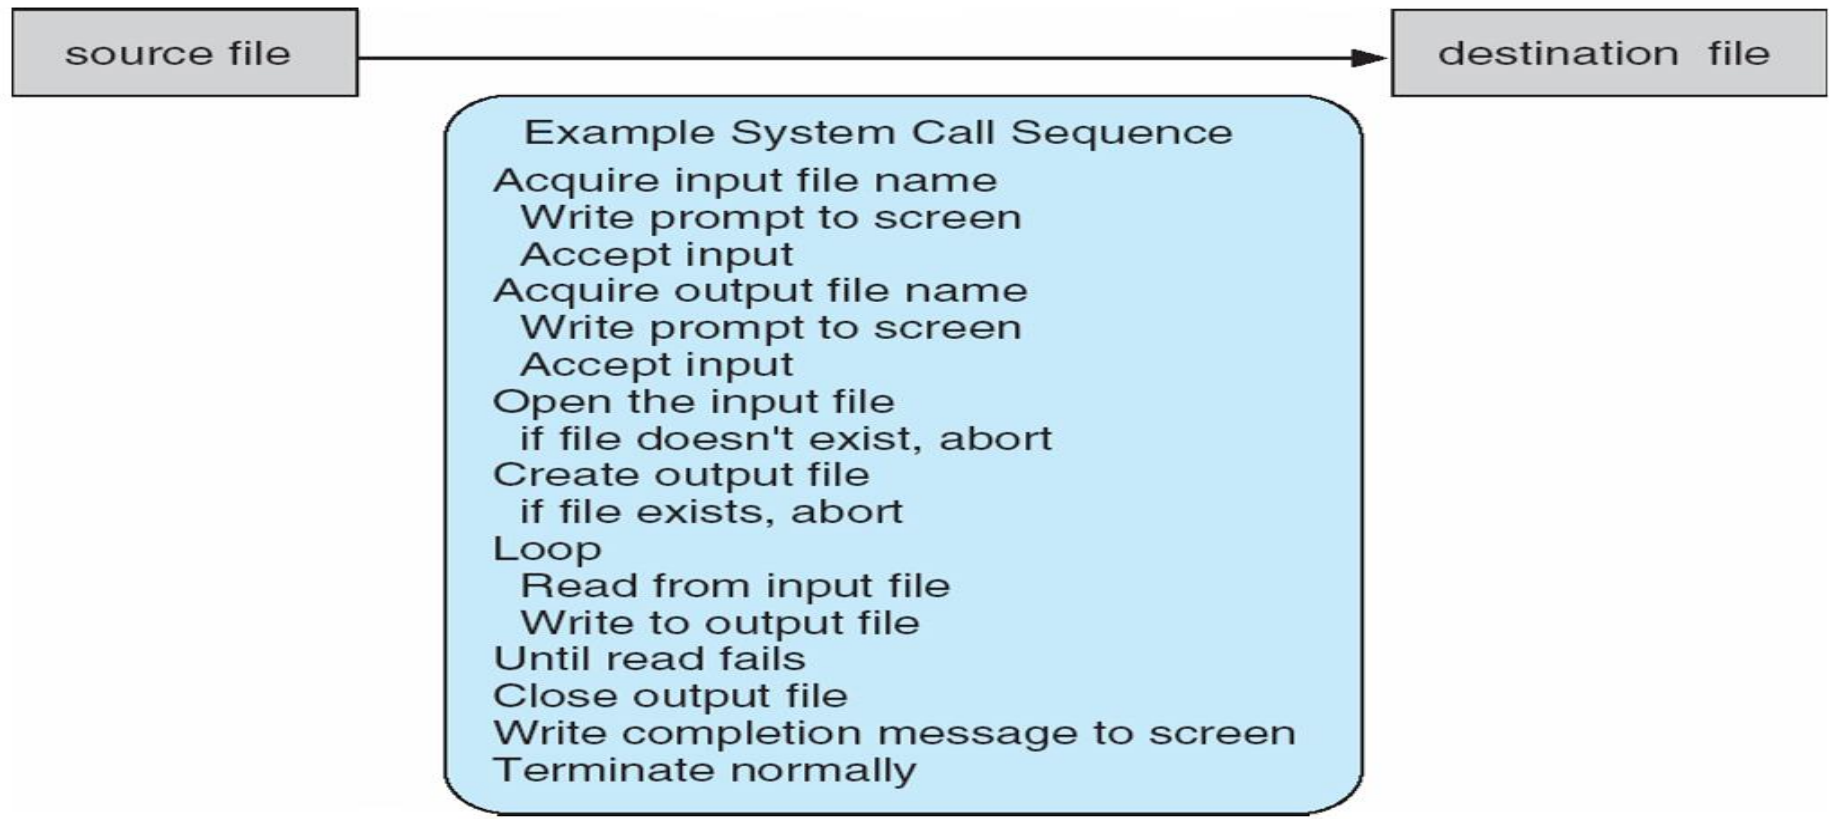 source file
destination file
Example System Call Sequence
Acquire input file name
Write prompt to screen
Accept input
Acquire output file name
Write prompt to screen
Accept input
Open the input file
if file doesn't exist, abort
Create output file
if file exists, abort
Loop
Read from input file
Write to output file
Until read fails
Close output file
Write completion message to screen
Terminate normally